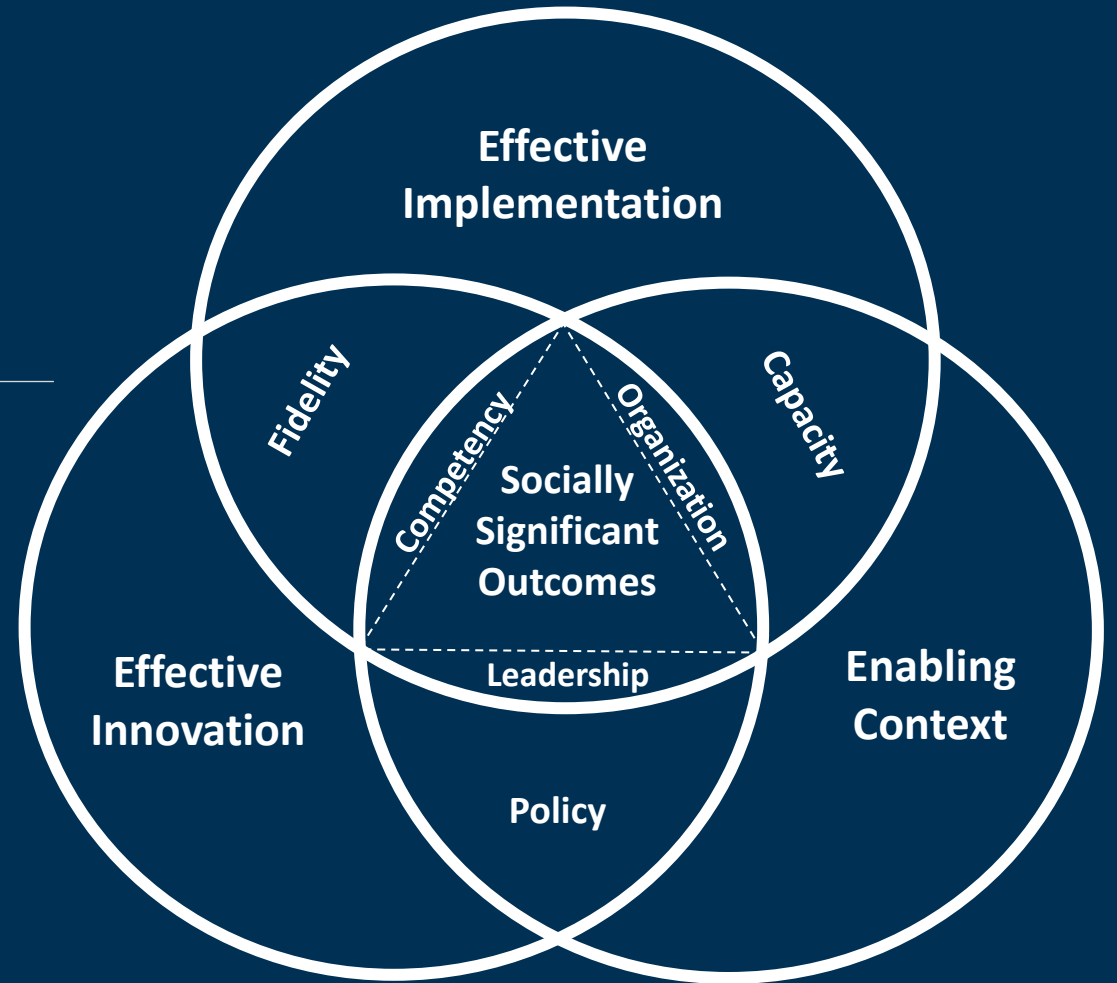 Effective
Implementation
Fidelity
Capacity
Competency
Organization
Socially
Significant
Outcomes
Leadership
Effective
Innovation
Enabling
Context
Policy